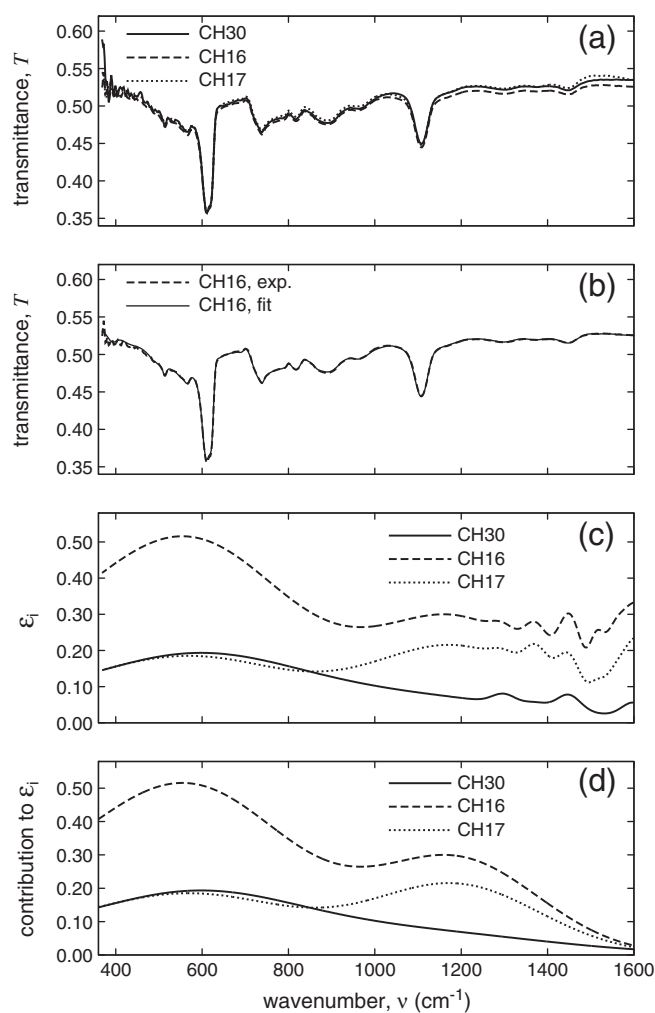 0.60
CH30
(a)
0.55
CH16
CH17
0.50
0.45
0.40
0.35
transmittance, T
0.60
CH16, exp.
(b)
0.55
CH16, fit
0.50
0.45
0.40
0.35
transmittance, T
0.50
CH30
(c)
0.40
CH16
CH17
0.30
0.20
0.10
0.00
εi
0.50
CH30
(d)
0.40
CH16
CH17
0.30
0.20
0.10
0.00
contribution to εi
400 600 800 1000 1200 1400 1600
wavenumber, ν (cm⁻¹)